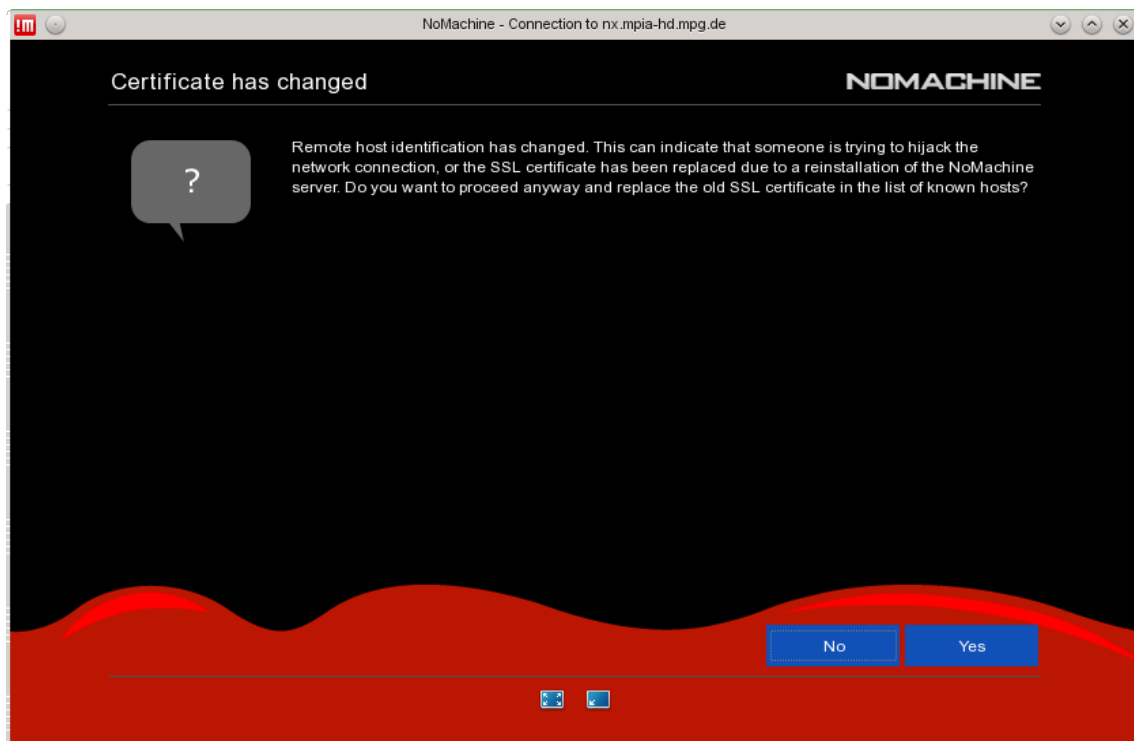 !M
NoMachine - Connection to nx.mpia-hd.mpg.de
Certificate has changed
NOMACHINE
?
Remote host identification has changed. This can indicate that someone is trying to hijack the
network connection, or the SSL certificate has been replaced due to a reinstallation of the NoMachine
server. Do you want to proceed anyway and replace the old SSL certificate in the list of known hosts?
No
Yes